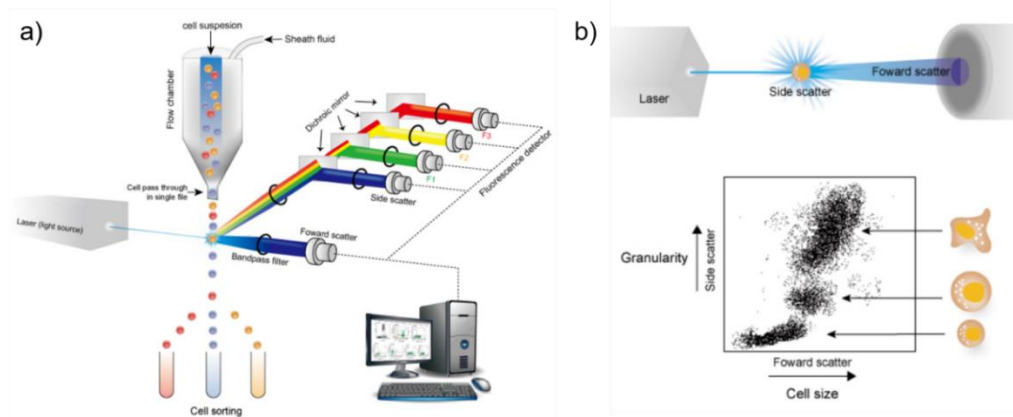 a)
cell suspesion
Sheath fluid
Flow chamber
Cell pass through
in single file
Laser (light source)
Dichroic mirror
F3
F2
F1
Side scatter
Fluorescence detector
Foward scatter
Bandpass filter
Cell sorting
b)
Laser
Side scatter
Foward scatter
Granularity
Side scatter
Foward scatter
Cell size